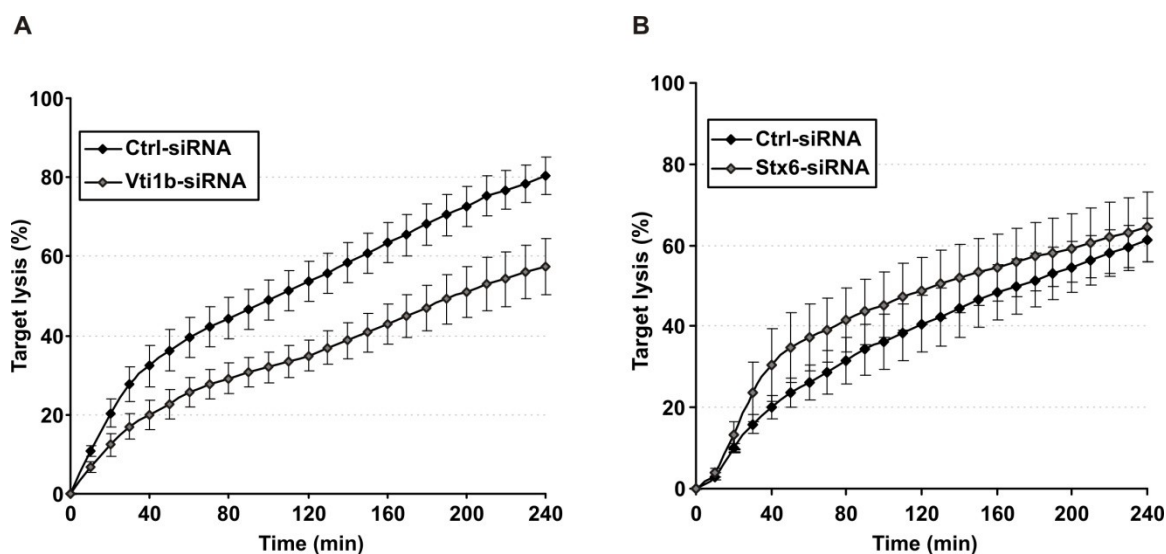 A
100
80
60
40
20
0
Target lysis (%)
Ctrl-siRNA
Vti1b-siRNA
0 40 80 120 160 200 240
Time (min)
B
100
80
60
40
20
0
Target lysis (%)
Ctrl-siRNA
Stx6-siRNA
0 40 80 120 160 200 240
Time (min)